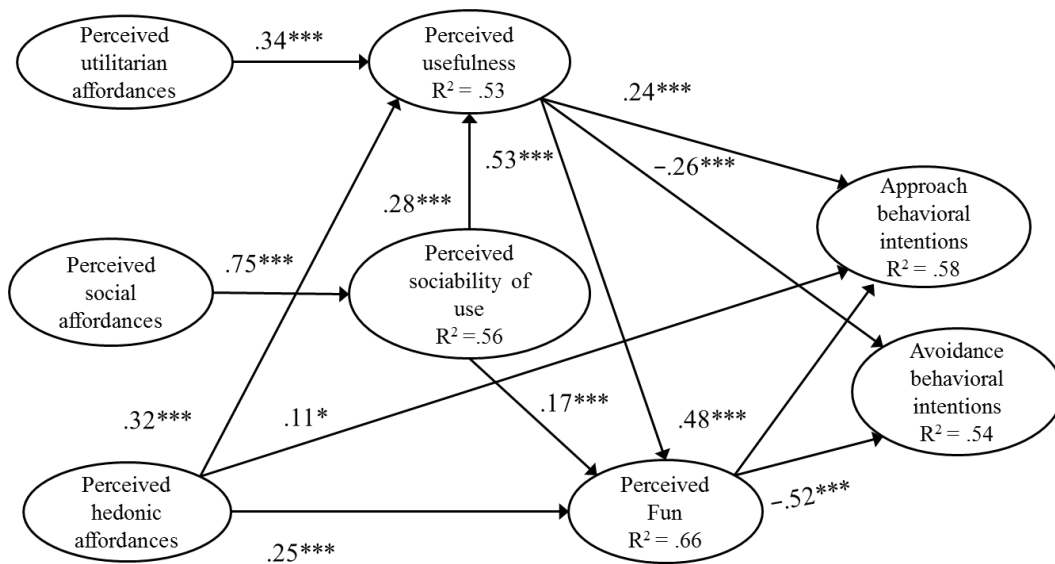 Perceived
utilitarian
affordances
.34***
Perceived
usefulness
R² = .53
.24***
−.26***
.53***
.28***
Approach
behavioral
intentions
R² = .58
Perceived
social
affordances
.75***
Perceived
sociability of
use
R² =.56
Avoidance
behavioral
intentions
R² = .54
.32***
.11*
.17***
.48***
Perceived
hedonic
affordances
.25***
Perceived
Fun
R² = .66
−.52***